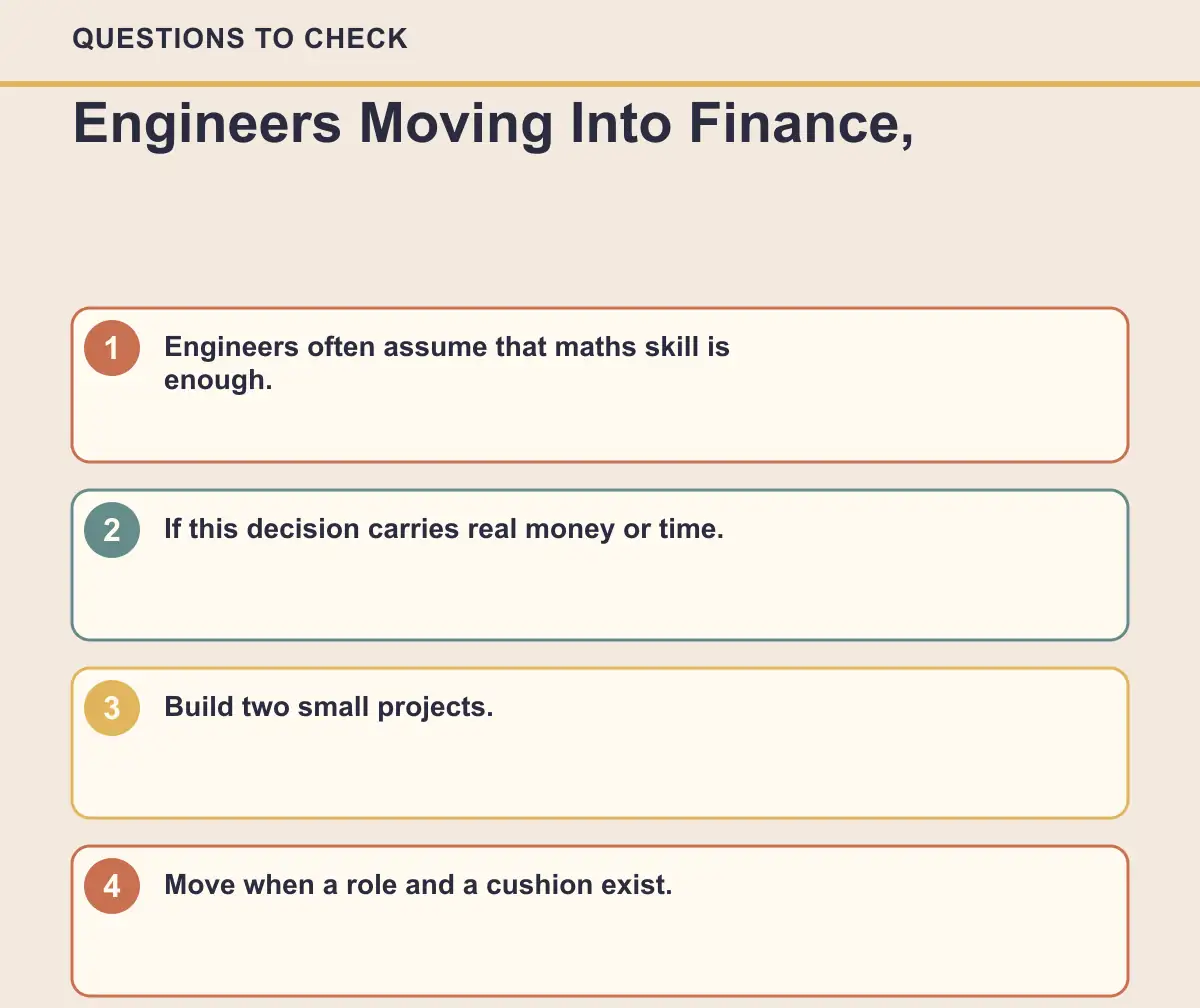 QUESTIONS TO CHECK
Engineers Moving Into Finance,
1
Engineers often assume that maths skill is
enough.
2
If this decision carries real money or time.
3
Build two small projects.
4
Move when a role and a cushion exist.